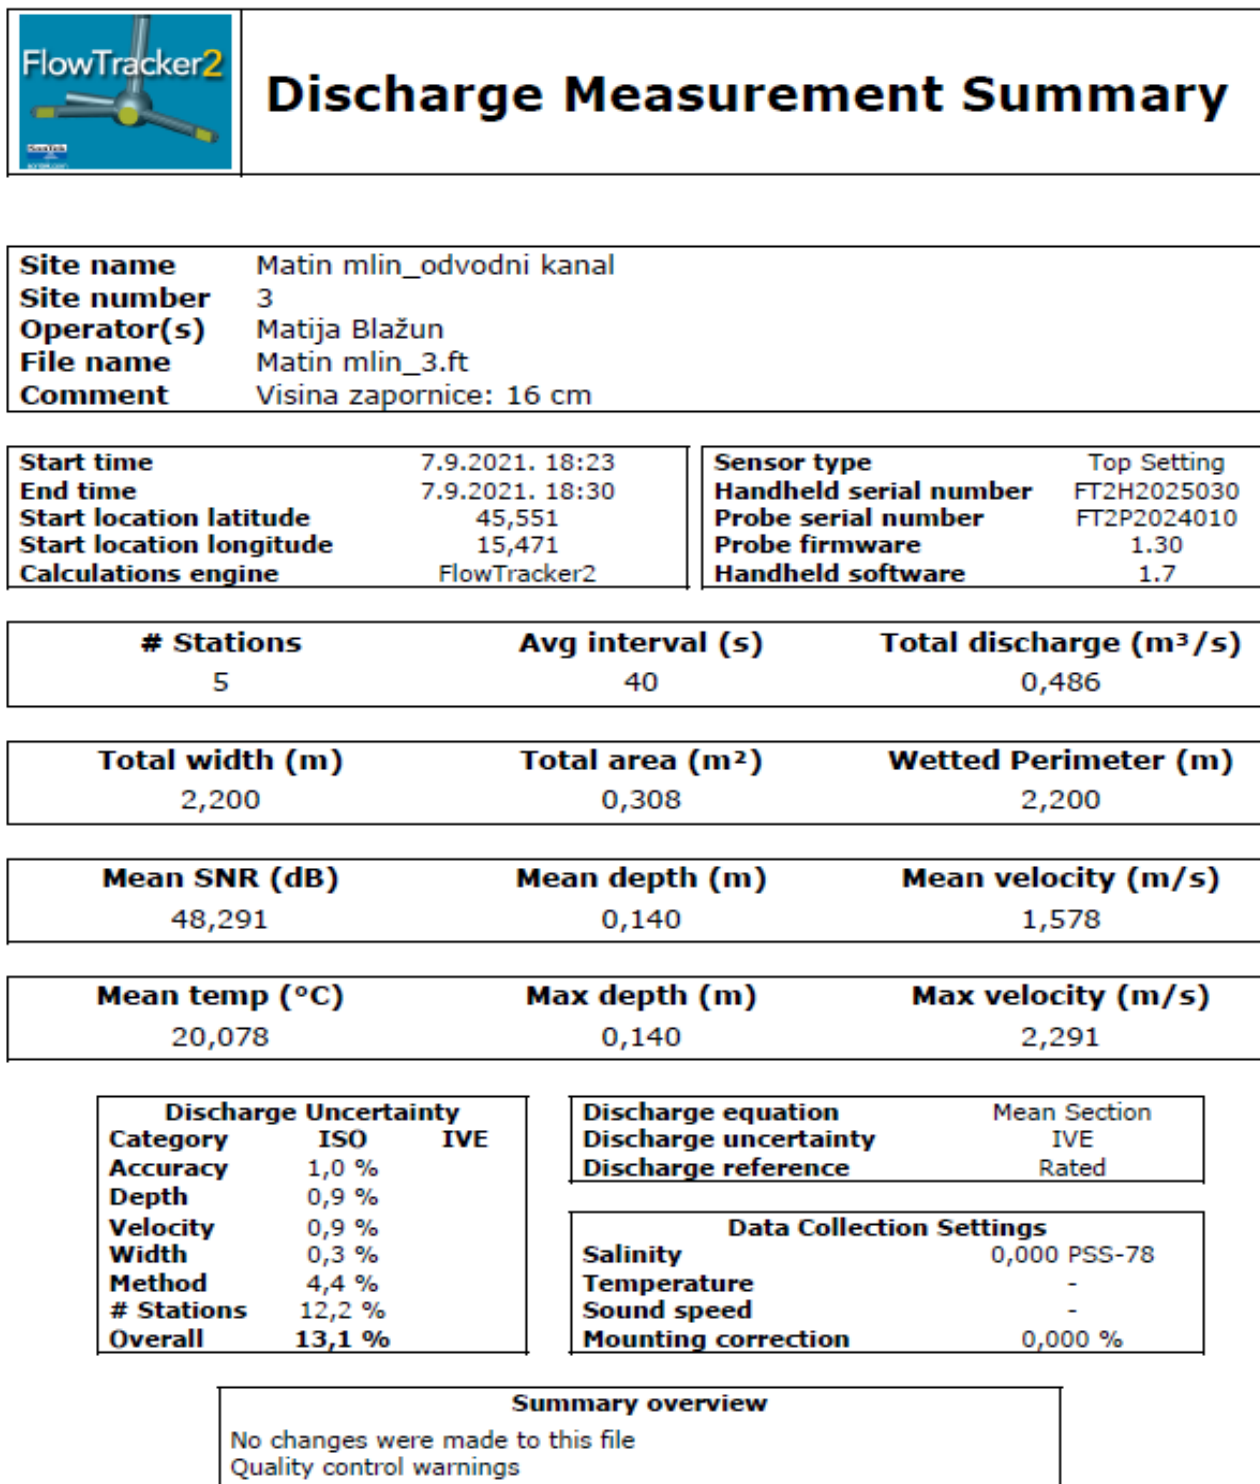 FlowTracker2
SonTek
Discharge Measurement Summary
Site name Matin mlin_odvodni kanal
Site number 3
Operator(s) Matija Blažun
File name Matin mlin_3.ft
Comment Visina zapornice: 16 cm
Start time 7.9.2021. 18:23
End time 7.9.2021. 18:30
Start location latitude 45,551
Start location longitude 15,471
Calculations engine FlowTracker2
Sensor type Top Setting
Handheld serial number FT2H2025030
Probe serial number FT2P2024010
Probe firmware 1.30
Handheld software 1.7
# Stations Avg interval (s) Total discharge (m³/s)
5 40 0,486
Total width (m) Total area (m²) Wetted Perimeter (m)
2,200 0,308 2,200
Mean SNR (dB) Mean depth (m) Mean velocity (m/s)
48,291 0,140 1,578
Mean temp (°C) Max depth (m) Max velocity (m/s)
20,078 0,140 2,291
Discharge Uncertainty
Category ISO IVE
Accuracy 1,0 %
Depth 0,9 %
Velocity 0,9 %
Width 0,3 %
Method 4,4 %
# Stations 12,2 %
Overall 13,1 %
Discharge equation Mean Section
Discharge uncertainty IVE
Discharge reference Rated
Data Collection Settings
Salinity 0,000 PSS-78
Temperature -
Sound speed -
Mounting correction 0,000 %
Summary overview
No changes were made to this file
Quality control warnings